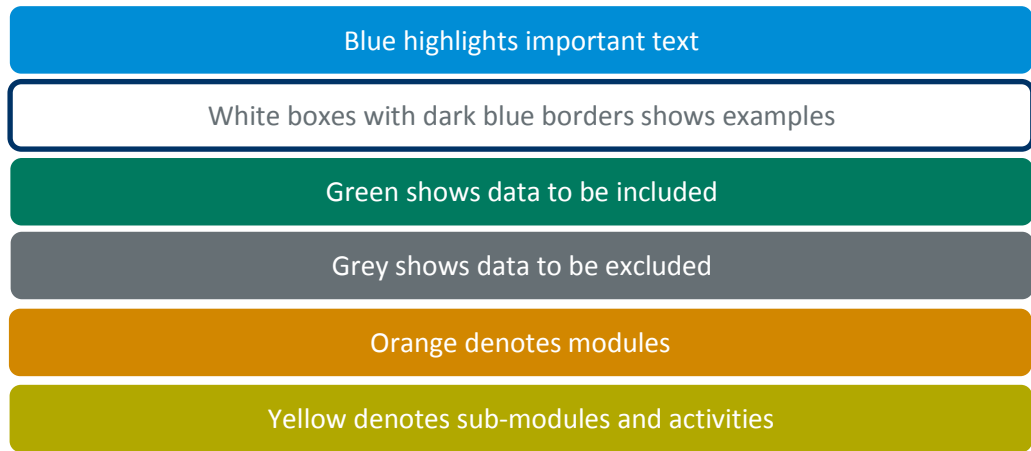 Blue highlights important text
White boxes with dark blue borders shows examples
Green shows data to be included
Grey shows data to be excluded
Orange denotes modules
Yellow denotes sub-modules and activities